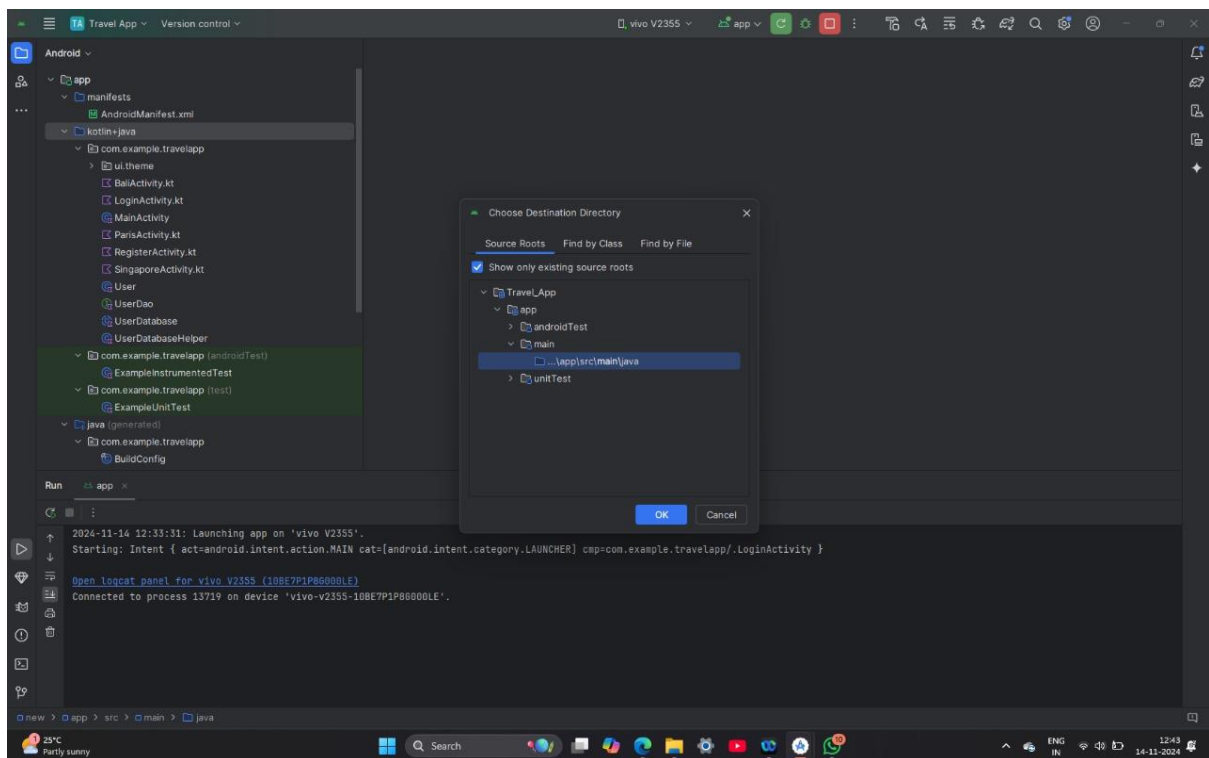 TA Travel App Version control vivo V2355 app
Android
app
manifests
AndroidManifest.xml
kotlin+java
com.example.travelapp
ui.theme
BaliActivity.kt
LoginActivity.kt
MainActivity
ParisActivity.kt
RegisterActivity.kt
SingaporeActivity.kt
User
UserDao
UserDatabase
UserDatabaseHelper
com.example.travelapp (androidTest)
ExampleInstrumentedTest
com.example.travelapp (test)
ExampleUnitTest
java (generated)
com.example.travelapp
BuildConfig
Choose Destination Directory
Source Roots Find by Class Find by File
Show only existing source roots
Travel_App
app
androidTest
main
...\app\src\main\java
unitTest
OK Cancel
Run app
2024-11-14 12:33:31: Launching app on 'vivo V2355'.
Starting: Intent { act=android.intent.action.MAIN cat=[android.intent.category.LAUNCHER] cmp=com.example.travelapp/.LoginActivity }
Open logcat panel for vivo V2355 (10BE7P1P86000LE)
Connected to process 13719 on device 'vivo-v2355-10BE7P1P86000LE'.
new > app > src > main > java
1 25°C
Partly sunny
Search
10
ENG
IN
12:43
14-11-2024